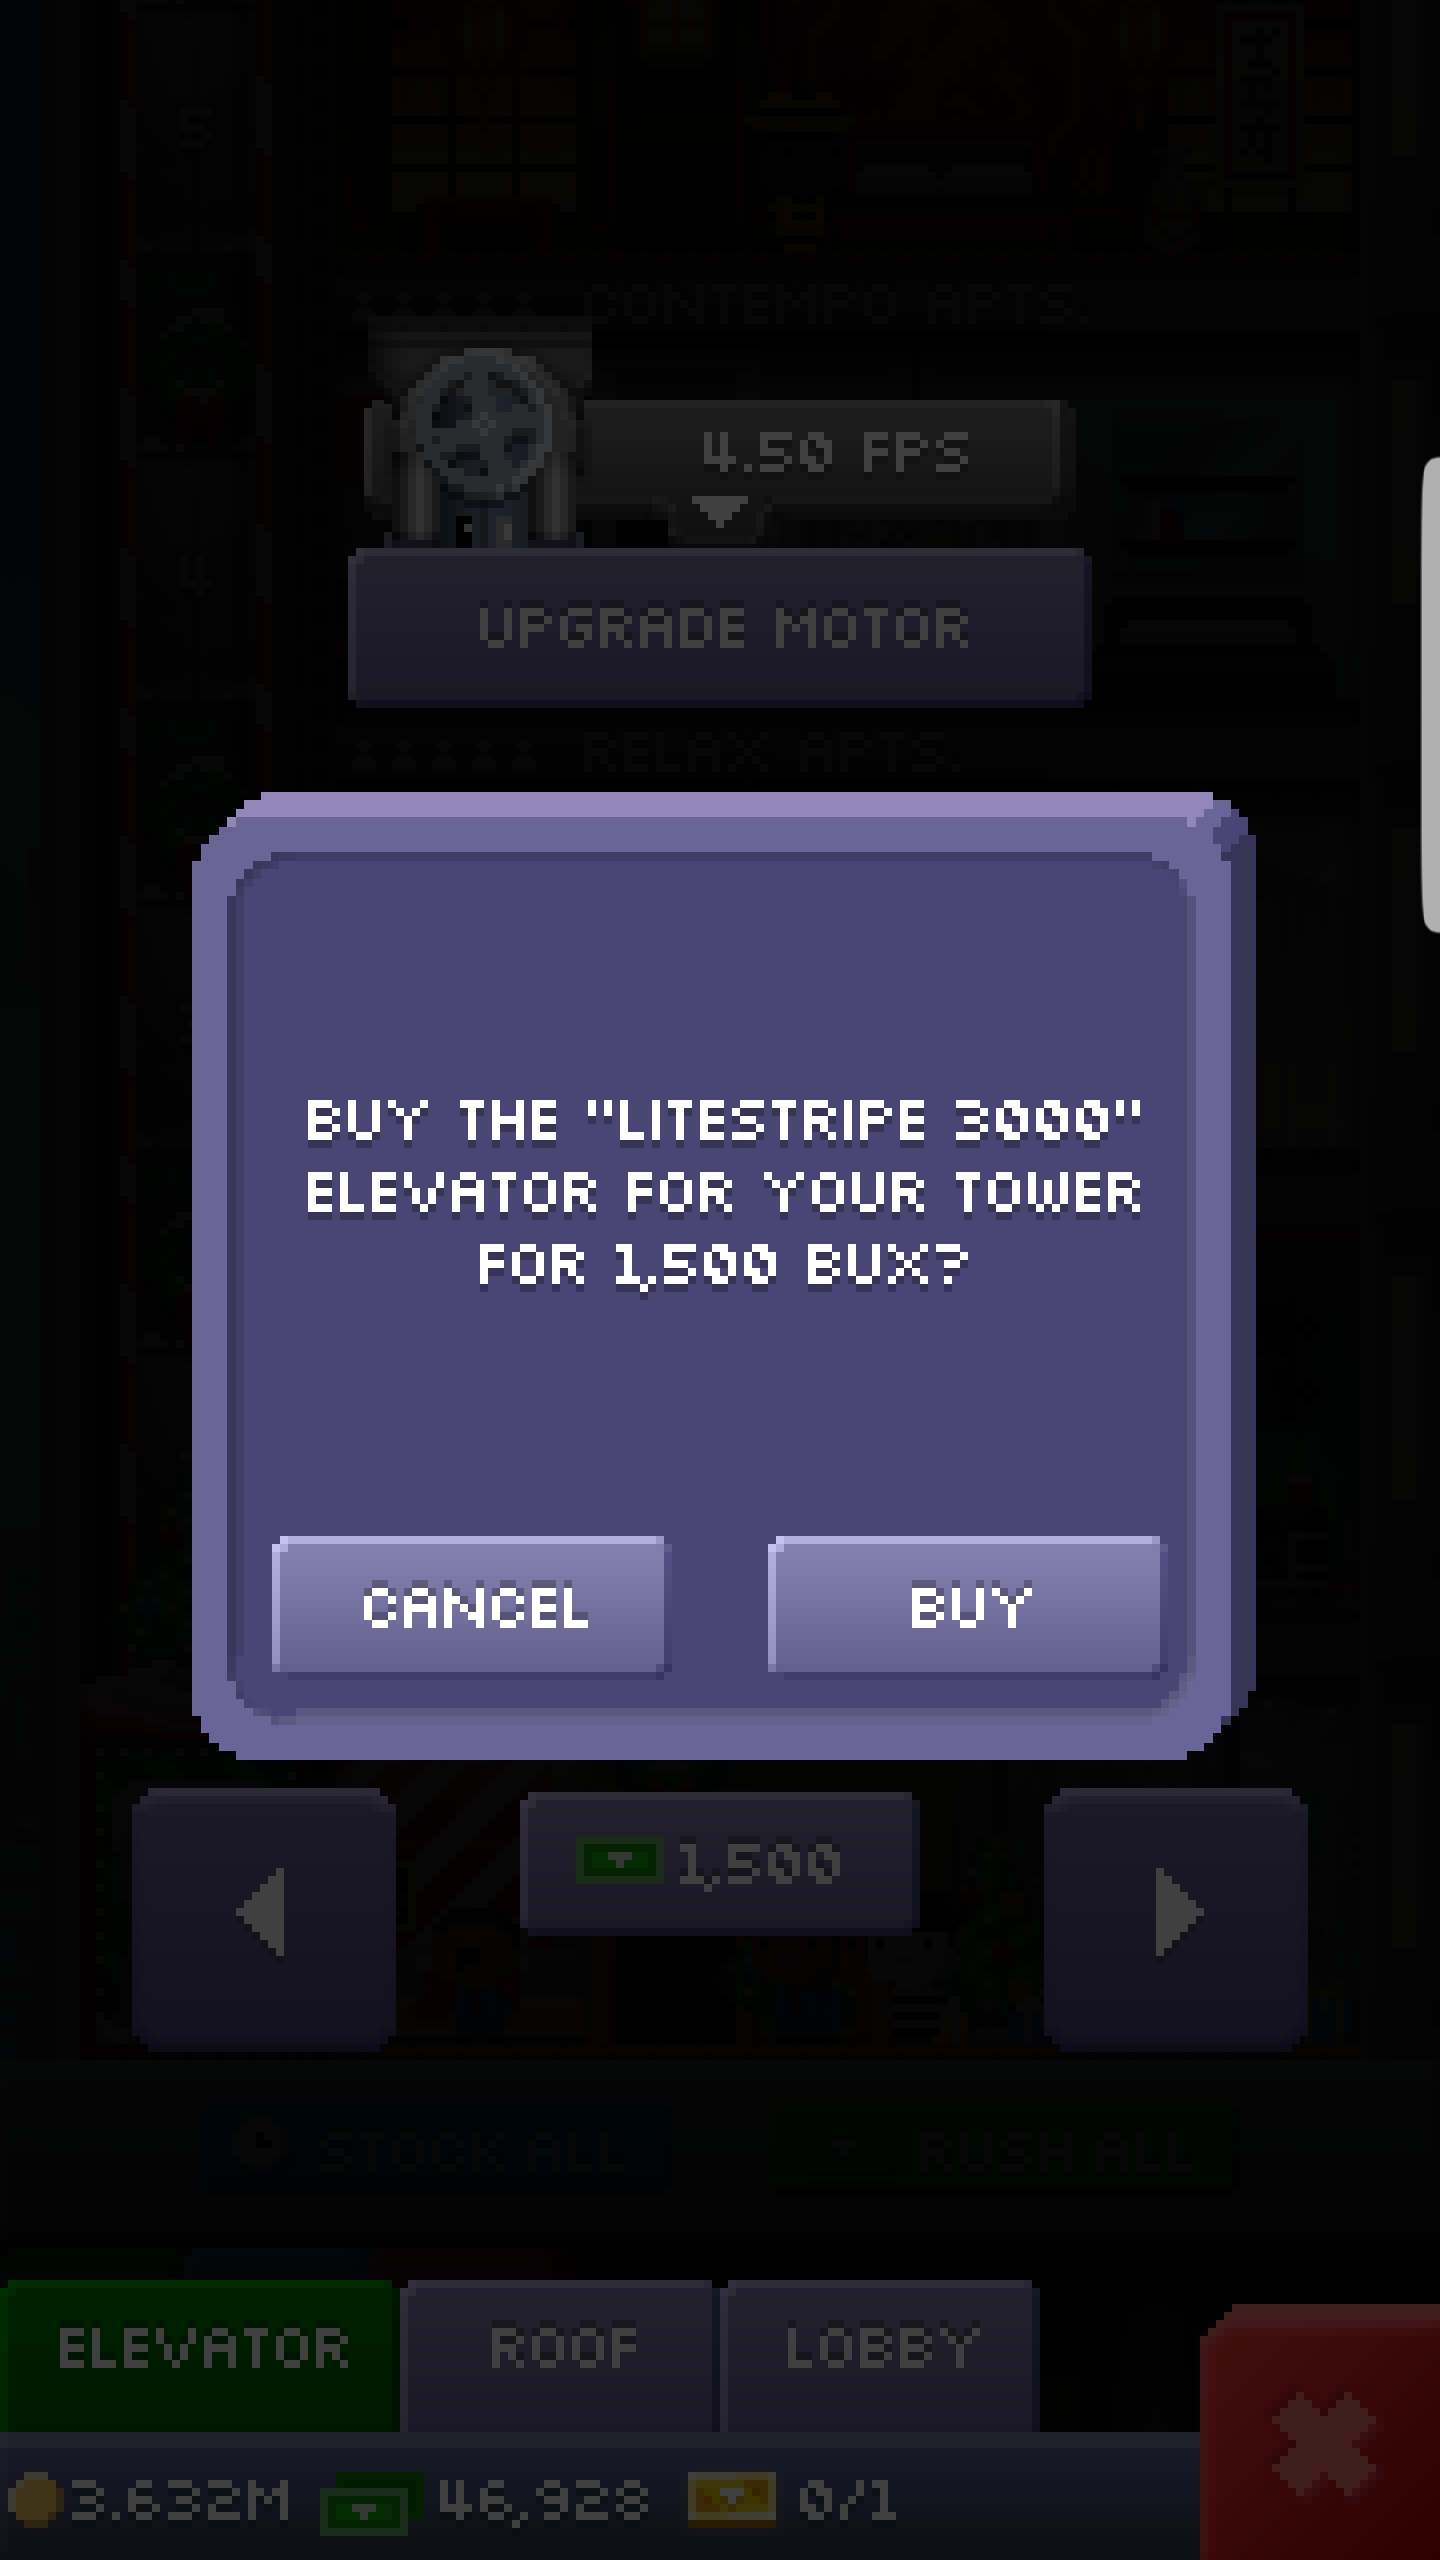 5
CONTEMPO APTS.
4.50 FPS
4
UPGRADE MOTOR
RELAX APTS.
BUY THE "LITESTRIPE 3000"
ELEVATOR FOR YOUR TOWER
FOR 1,500 BUX?
CANCEL BUY
1,500
STOCK ALL RUSH ALL
ELEVATOR ROOF LOBBY
3.632M 46,928 0/1